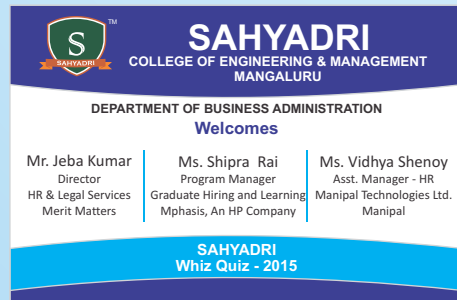 S
TM
SAHYADRI
SAHYADRI
COLLEGE OF ENGINEERING & MANAGEMENT
MANGALURU
DEPARTMENT OF BUSINESS ADMINISTRATION
Welcomes
Mr. Jeba Kumar
Director
HR & Legal Services
Merit Matters
Ms. Shipra Rai
Program Manager
Graduate Hiring and Learning
Mphasis, An HP Company
Ms. Vidhya Shenoy
Asst. Manager - HR
Manipal Technologies Ltd.
Manipal
SAHYADRI
Whiz Quiz - 2015